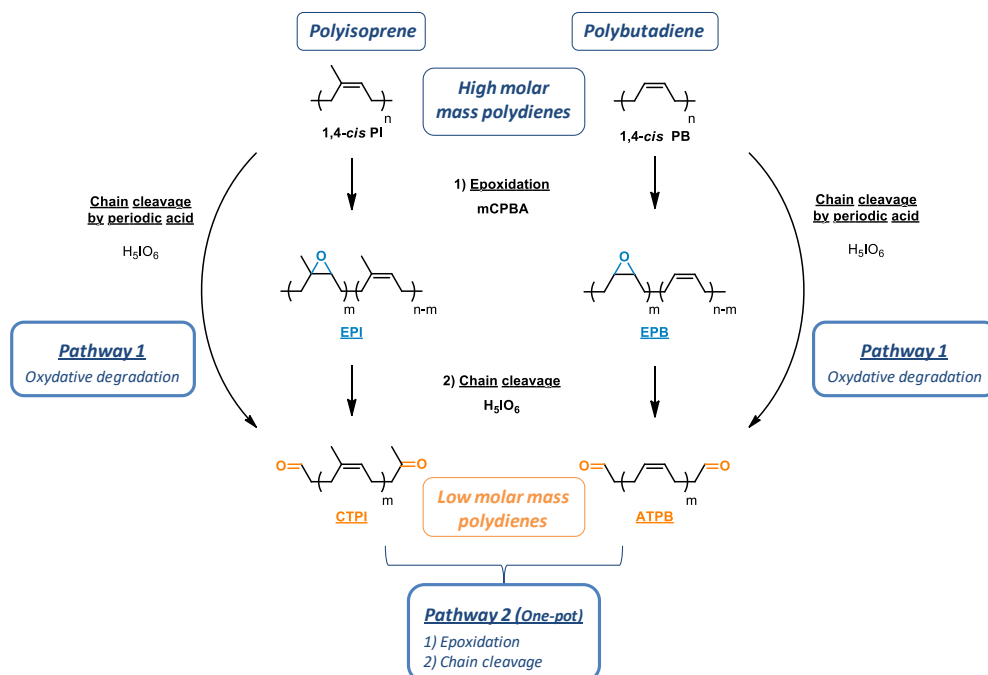 Polyisoprene
Polybutadiene
High molar
mass polydienes
n
1,4-cis PI
n
1,4-cis PB
1) Epoxidation
mCPBA
Chain cleavage
by periodic acid
H5IO6
Chain cleavage
by periodic acid
H5IO6
O
m
n-m
EPI
O
m
n-m
EPB
Pathway 1
Oxydative degradation
Pathway 1
Oxydative degradation
2) Chain cleavage
H5IO6
O
O
m
CTPI
O
O
m
ATPB
Low molar mass
polydienes
Pathway 2 (One-pot)
1) Epoxidation
2) Chain cleavage